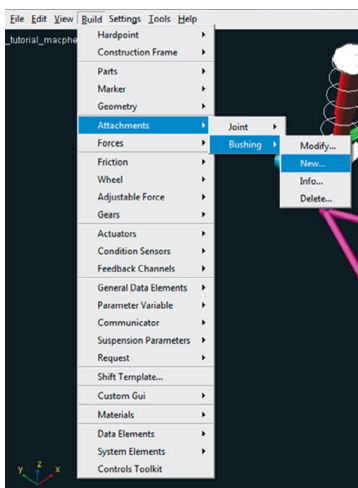 File Edit View Build Settings Tools Help
_tutorial_macphe
Hardpoint
Construction Frame
Parts
Marker
Geometry
Attachments
Forces
Friction
Wheel
Adjustable Force
Gears
Actuators
Condition Sensors
Feedback Channels
General Data Elements
Parameter Variable
Communicator
Suspension Parameters
Request
Shift Template...
Custom Gui
Materials
Data Elements
System Elements
Controls Toolkit
Joint
Bushing
Modify...
New...
Info...
Delete...
y z x